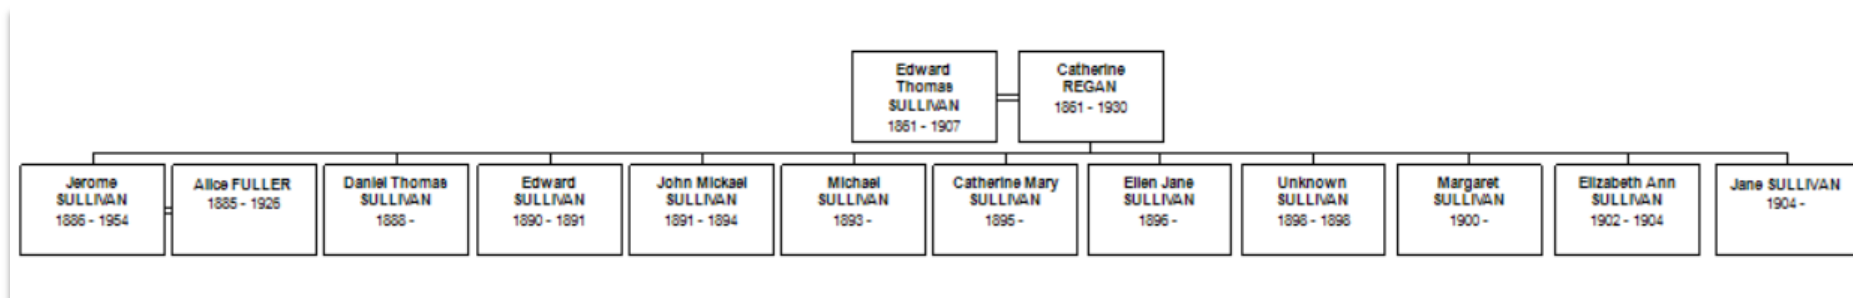 Edward
Thomas
SULLIVAN
1861 - 1907
Catherine
REGAN
1861 - 1930
Jerome
SULLIVAN
1886 - 1954
Alice FULLER
1885 - 1926
Daniel Thomas
SULLIVAN
1888 -
Edward
SULLIVAN
1890 - 1891
John Mickael
SULLIVAN
1891 - 1894
Michael
SULLIVAN
1893 -
Catherine Mary
SULLIVAN
1895 -
Ellen Jane
SULLIVAN
1896 -
Unknown
SULLIVAN
1898 - 1898
Margaret
SULLIVAN
1900 -
Elizabeth Ann
SULLIVAN
1902 - 1904
Jane SULLIVAN
1904 -